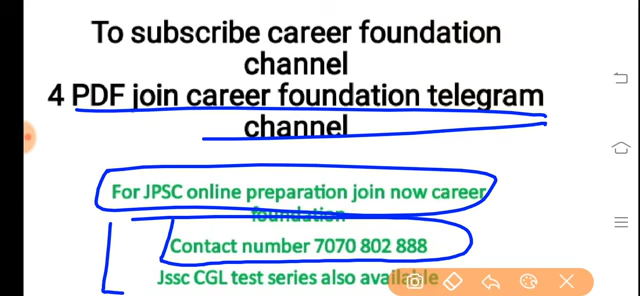 To subscribe career foundation
channel
4 PDF join career foundation telegram
channel
For JPSC online preparation join now career
foundation
Contact number 7070 802 888
Jssc CGL test series also available